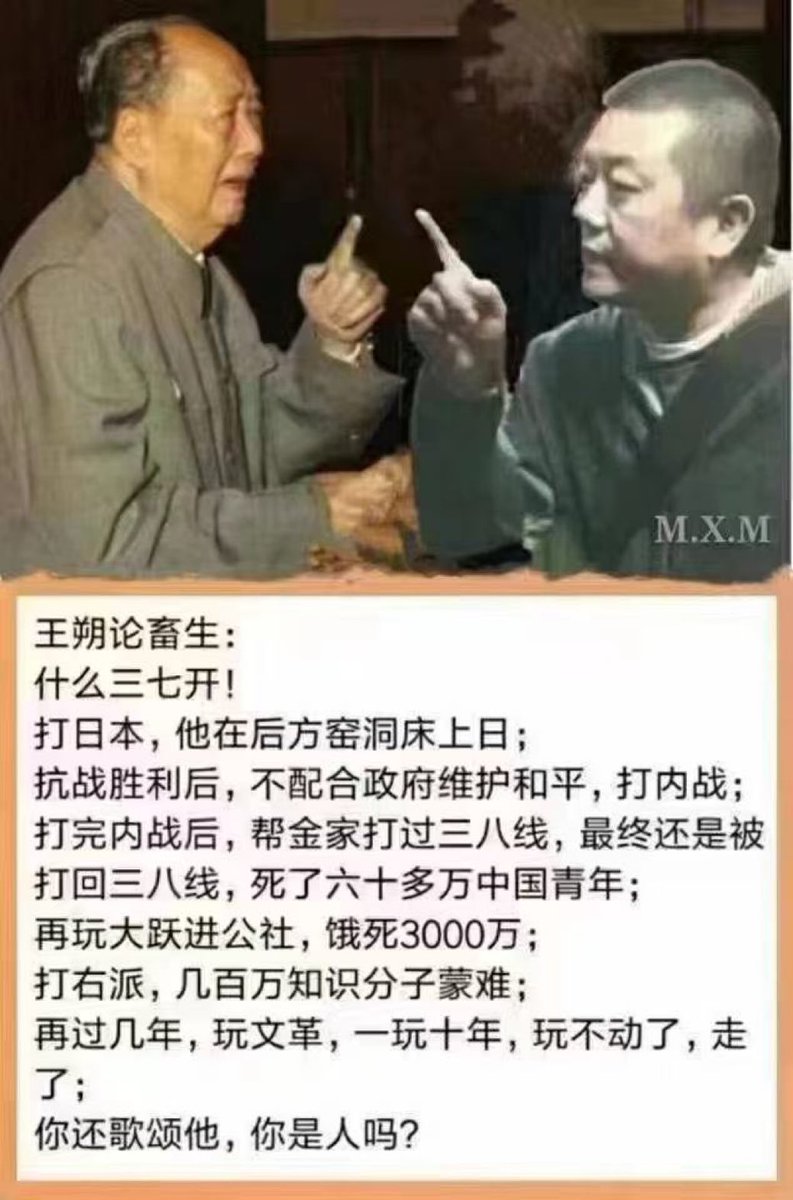 M.X.M
王朔论畜生：
什么三七开！
打日本，他在后方窑洞床上日；
抗战胜利后，不配合政府维护和平，打内战；
打完内战后，帮金家打过三八线，最终还是被
打回三八线，死了六十多万中国青年；
再玩大跃进公社，饿死3000万；
打右派，几百万知识分子蒙难；
再过几年，玩文革，一玩十年，玩不动了，走
了；
你还歌颂他，你是人吗？